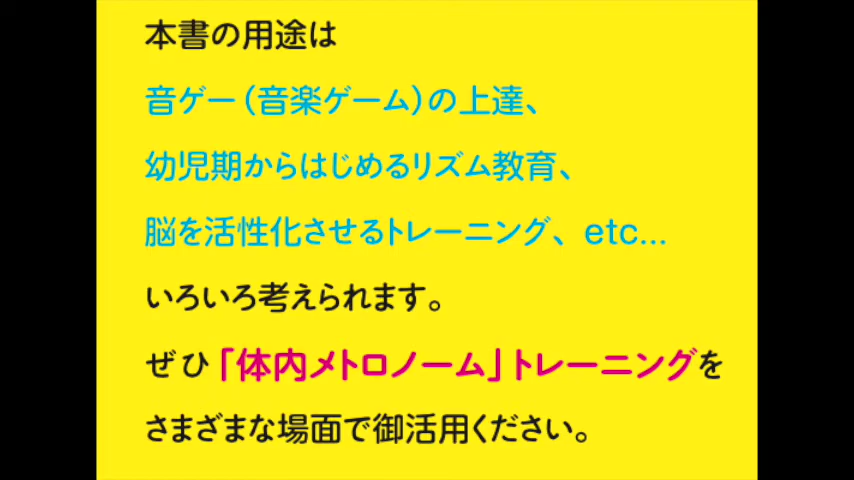 本書の用途は
音ゲー（音楽ゲーム）の上達、
幼児期からはじめるリズム教育、
脳を活性化させるトレーニング、etc...
いろいろ考えられます。
ぜひ「体内メトロノーム」トレーニングを
さまざまな場面で御活用ください。